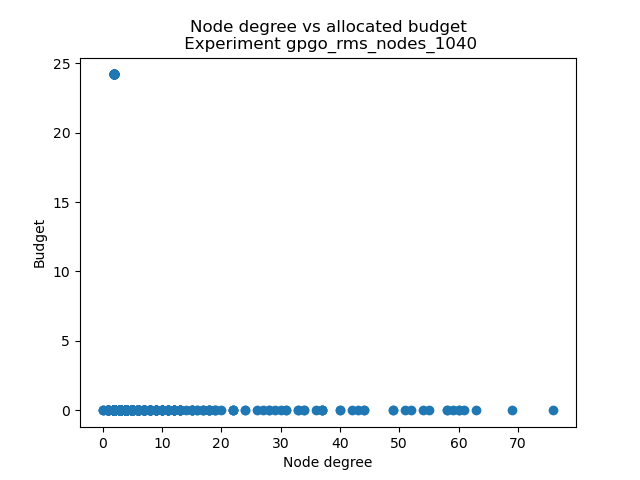 Node degree vs allocated budget
Experiment gpgo_rms_nodes_1040
25
20
15
10
5
0
Budget
0 10 20 30 40 50 60 70
Node degree